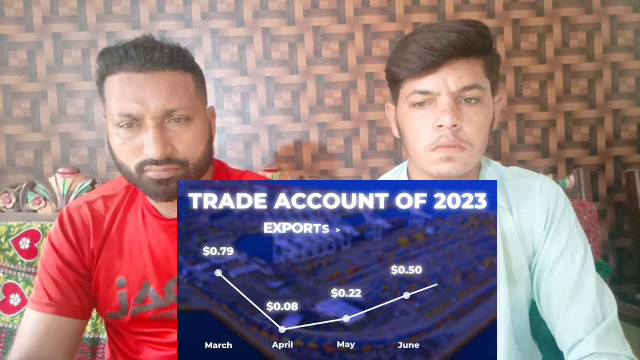 TRADE ACCOUNT OF 2023
EXPORTS >
$0.79
$0.08
$0.22
$0.50
March April May June